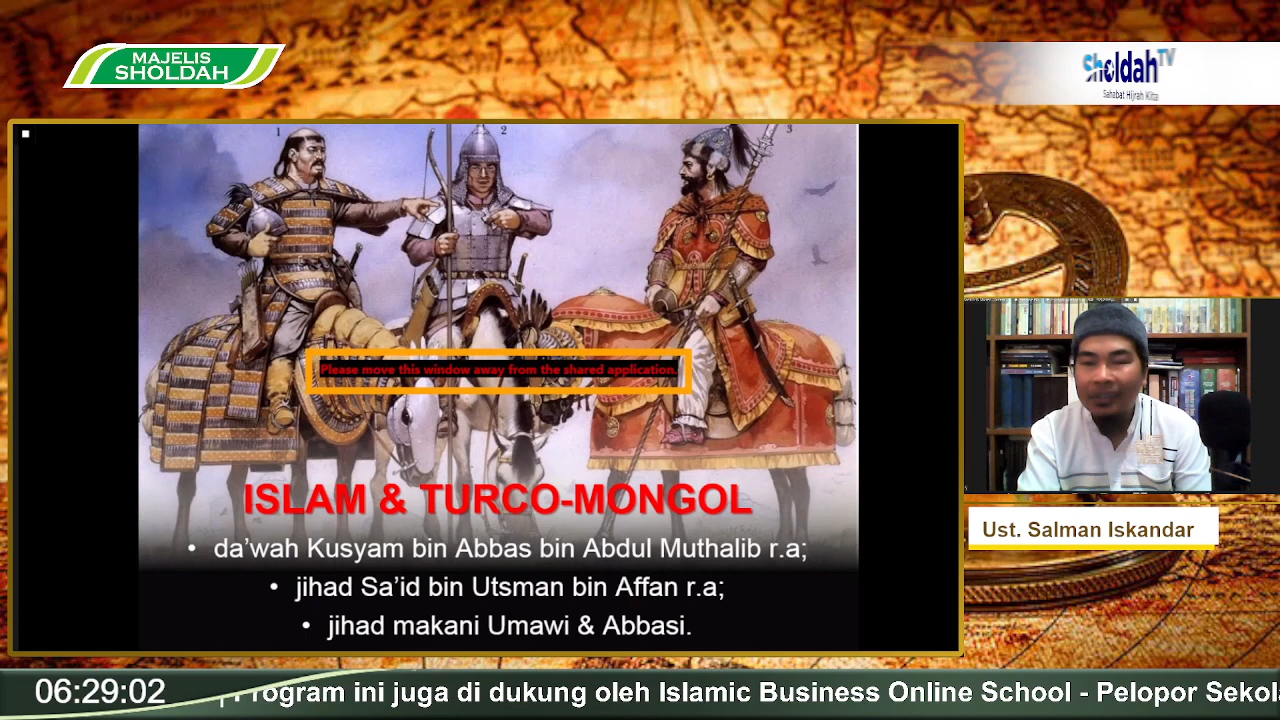 MAJELIS
SHOLDAH
SholdahTV
Sahabat Hijrah Kita
1
2
3
Please move this window away from the shared application.
ISLAM & TURCO-MONGOL
• da’wah Kusyam bin Abbas bin Abdul Muthalib r.a;
• jihad Sa’id bin Utsman bin Affan r.a;
• jihad makani Umawi & Abbasi.
Ust. Salman Iskandar
06:29:02
Program ini juga di dukung oleh Islamic Business Online School - Pelopor Sekola